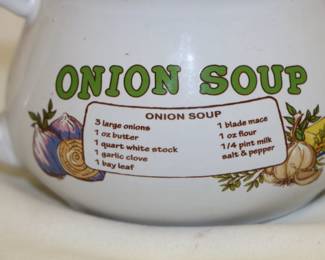 ONION SOUP
ONION SOUP
3 large onions
1 oz butter
1 quart white stock
1 garlic clove
1 bay leaf
1 blade mace
1 oz flour
1/4 pint milk
salt & pepper